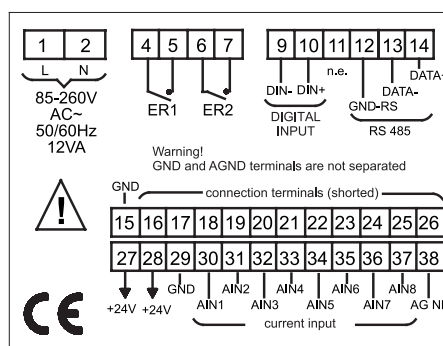 1 2 4 5 6 7 9 10 11 12 13 14
L N n.e. DATA+
DIN- DIN+ DATA-
85-260V ER1 ER2 GND-RS
AC~ DIGITAL
50/60Hz INPUT RS 485
12VA
Warning!
GND and AGND terminals are not separated
GND connection terminals (shorted)
15 16 17 18 19 20 21 22 23 24 25 26
27 28 29 30 31 32 33 34 35 36 37 38
GND AIN2 AIN4 AIN6 AIN8
+24V +24V AIN1 AIN3 AIN5 AIN7 AG N
current input
CE